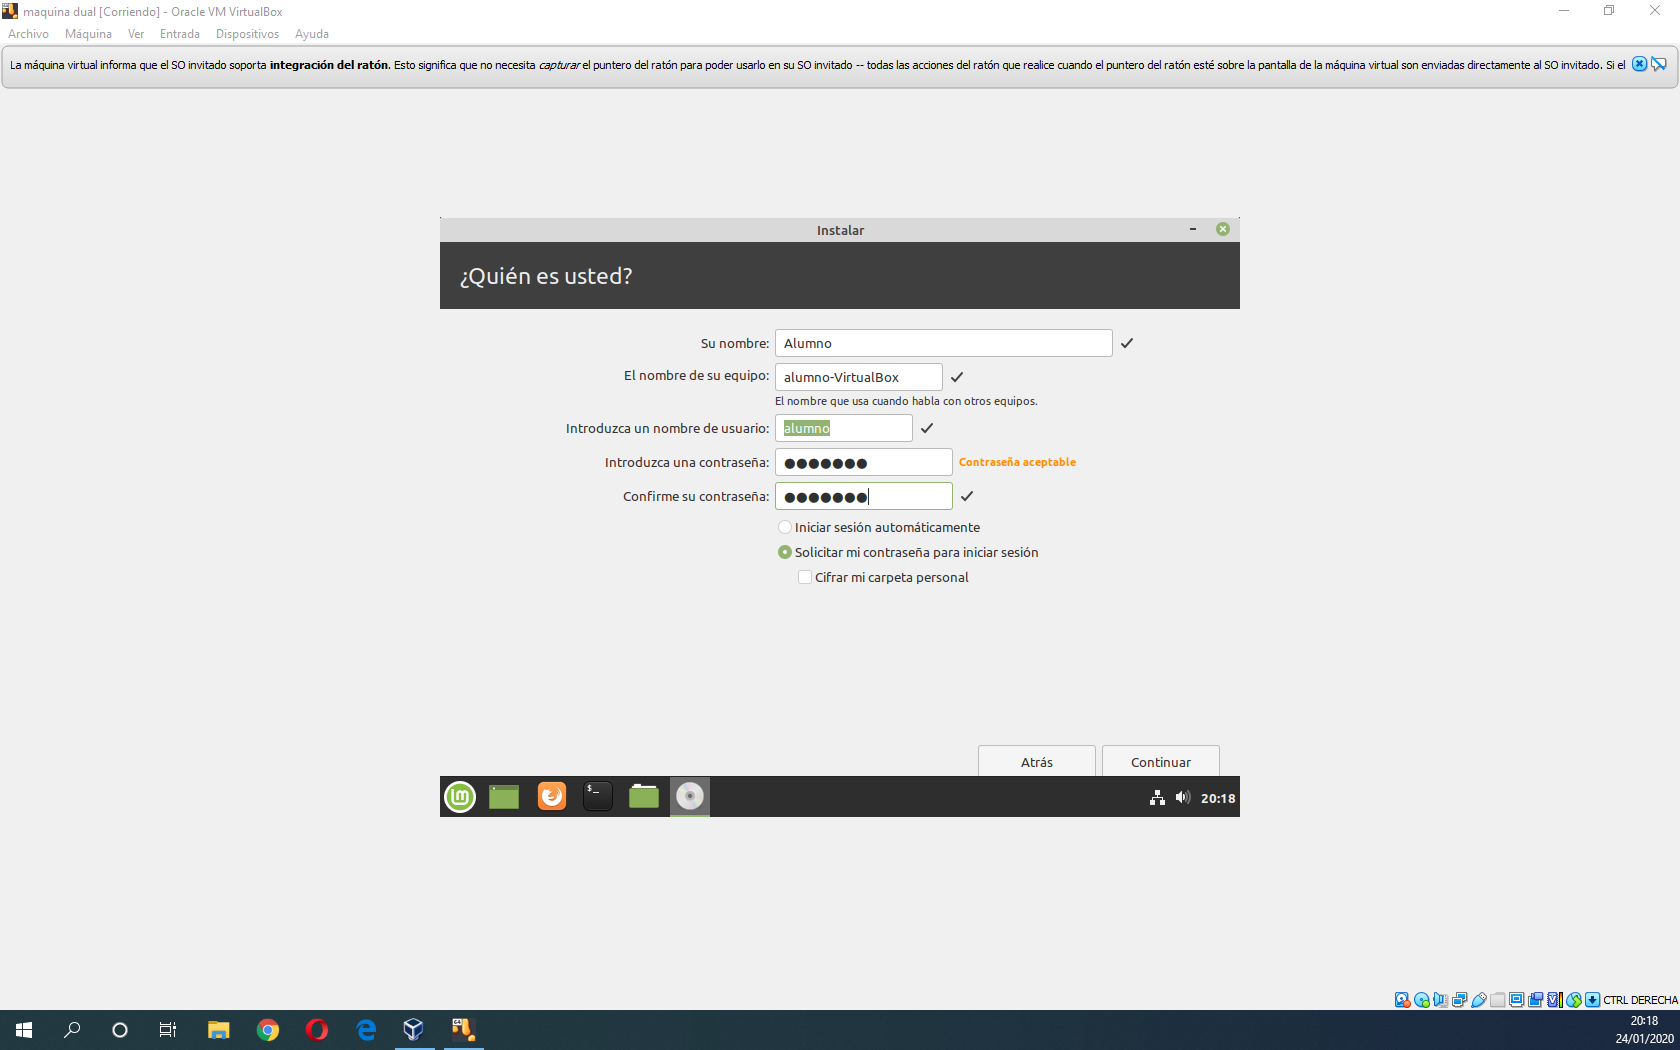 maquina dual [Corriendo] - Oracle VM VirtualBox
Archivo Máquina Ver Entrada Dispositivos Ayuda
La máquina virtual informa que el SO invitado soporta integración del ratón. Esto significa que no necesita capturar el puntero del ratón para poder usarlo en su SO invitado -- todas las acciones del ratón que realice cuando el puntero del ratón esté sobre la pantalla de la máquina virtual son enviadas directamente al SO invitado. Si el
Instalar
¿Quién es usted?
Su nombre: Alumno
El nombre de su equipo: alumno-VirtualBox
El nombre que usa cuando habla con otros equipos.
Introduzca un nombre de usuario: alumno
Introduzca una contraseña: ●●●●●●● Contraseña aceptable
Confirme su contraseña: ●●●●●●●
Iniciar sesión automáticamente
Solicitar mi contraseña para iniciar sesión
Cifrar mi carpeta personal
Atrás Continuar
$_ 20:18
CTRL DERECHA
20:18
24/01/2020